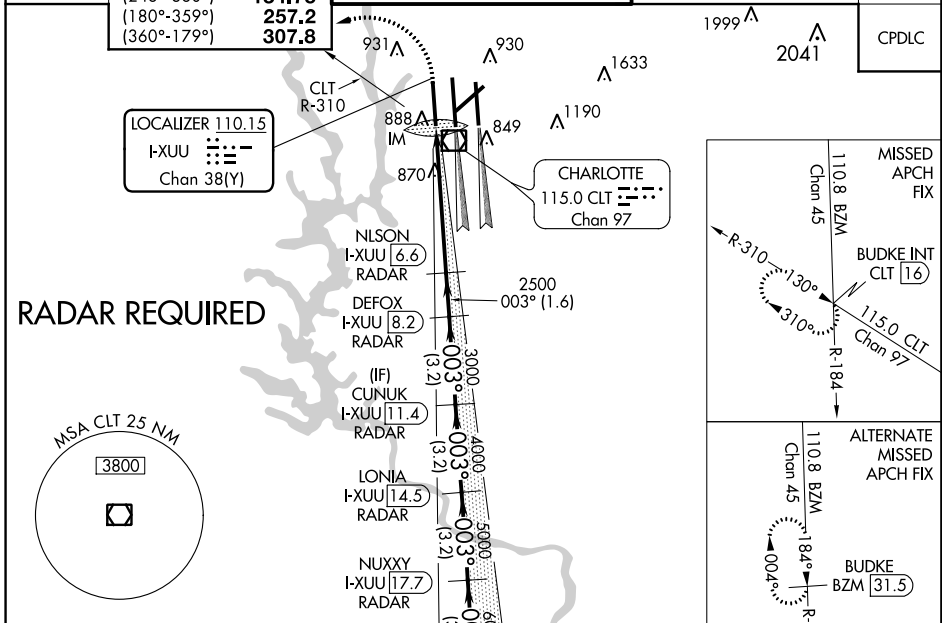 (180°-359°) 257.2
(360°-179°) 307.8
931
930
1999
2041
CPDLC
CLT
R-310
1633
LOCALIZER 110.15
I-XUU
Chan 38(Y)
888
IM
849
1190
870
CHARLOTTE
115.0 CLT
Chan 97
NLSON
I-XUU 6.6
RADAR
2500
003° (1.6)
DEFOX
I-XUU 8.2
RADAR
RADAR REQUIRED
003°
(3.2)
3000
(IF)
CUNUK
I-XUU 11.4
RADAR
003°
(3.2)
4000
LONIA
I-XUU 14.5
RADAR
003°
(3.2)
5000
NUXXY
I-XUU 17.7
RADAR
MSA CLT 25 NM
3800
MISSED
APCH
FIX
110.8 BZM
Chan 45
BUDKE INT
CLT 16
R-310
130°
310°
115.0 CLT
Chan 97
R-184
ALTERNATE
MISSED
APCH FIX
110.8 BZM
Chan 45
184°
004°
BUDKE
BZM 31.5